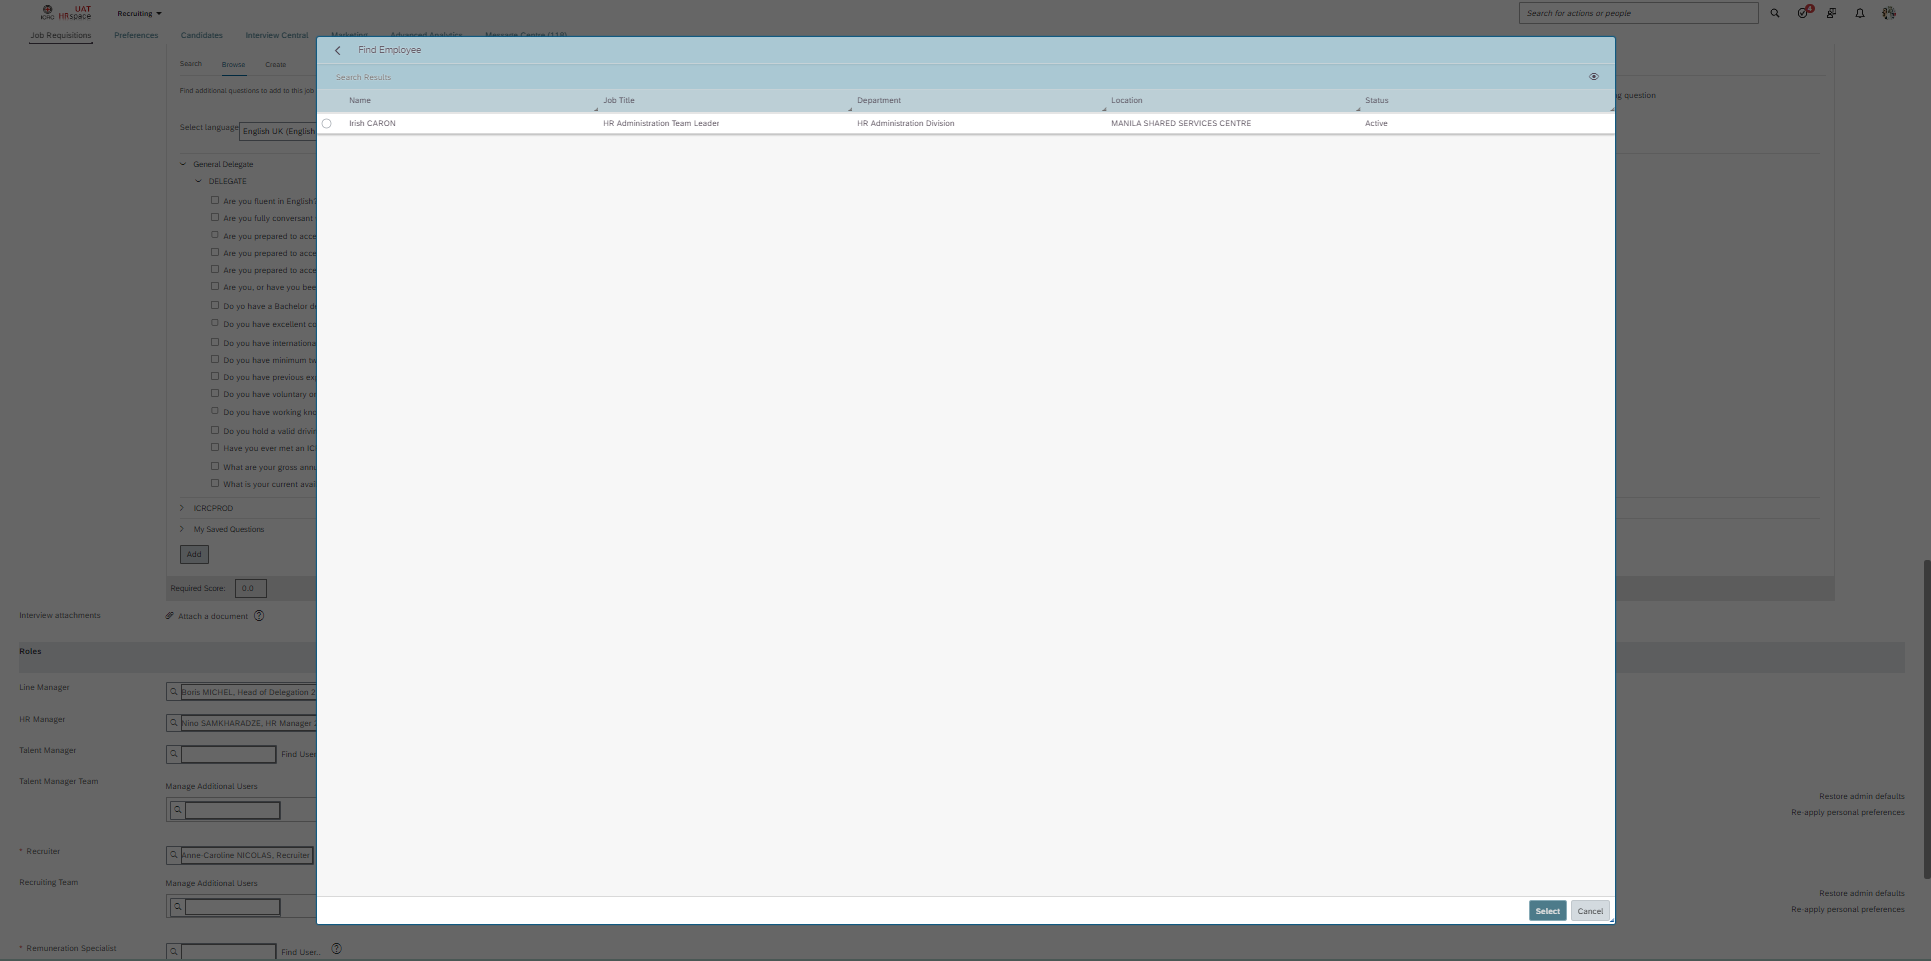 UAT
ICRC HRspace
Recruiting
Search for actions or people
4
Job Requisitions
Preferences
Candidates
Interview Central
Marketing
Advanced Analytics
Message Centre (118)
Find Employee
Search Results
Name
Job Title
Department
Location
Status
Irish CARON
HR Administration Team Leader
HR Administration Division
MANILA SHARED SERVICES CENTRE
Active
Search
Browse
Create
Find additional questions to add to this job
g question
Select language
English UK (English
General Delegate
DELEGATE
Are you fluent in English?
Are you fully conversant
Are you prepared to acce
Are you prepared to acce
Are you prepared to acce
Are you, or have you bee
Do yo have a Bachelor d
Do you have excellent co
Do you have internationa
Do you have minimum tw
Do you have previous exp
Do you have voluntary or
Do you have working kno
Do you hold a valid drivin
Have you ever met an IC
What are your gross annu
What is your current avai
ICRCPROD
My Saved Questions
Add
Required Score: 0.0
Interview attachments
Attach a document ?
Roles
Line Manager
Boris MICHEL, Head of Delegation 2
HR Manager
Nino SAMKHARADZE, HR Manager 2
Talent Manager
Find User
Talent Manager Team
Manage Additional Users
Restore admin defaults
Re-apply personal preferences
* Recruiter
Anne-Caroline NICOLAS, Recruiter
Recruiting Team
Manage Additional Users
Restore admin defaults
Re-apply personal preferences
Select
Cancel
* Remuneration Specialist
Find User... ?